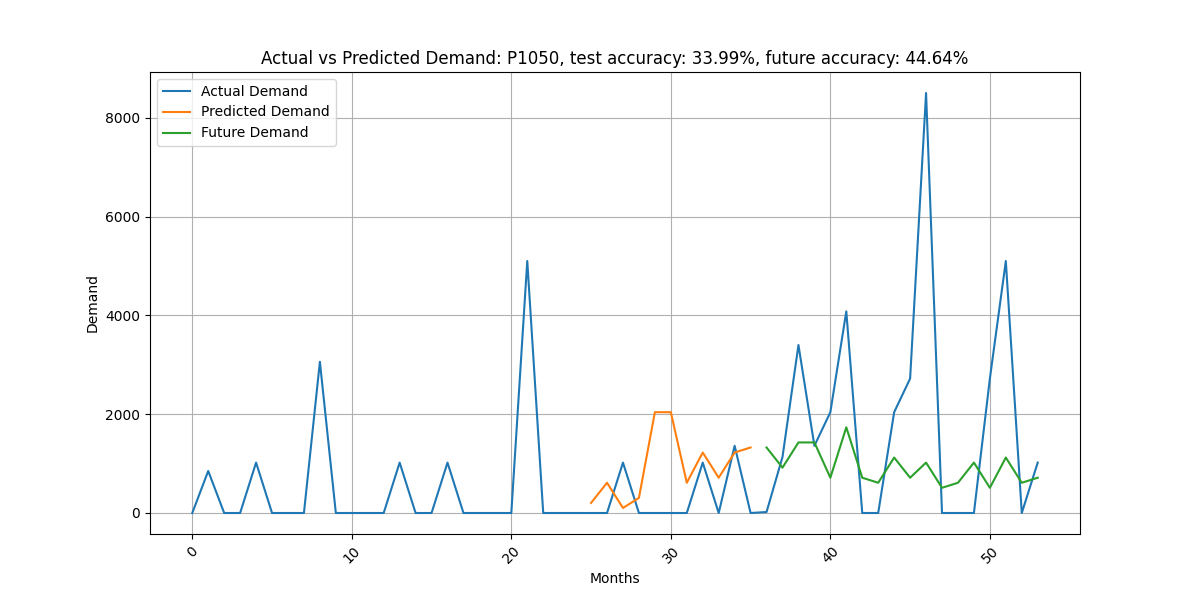 Actual vs Predicted Demand: P1050, test accuracy: 33.99%, future accuracy: 44.64%
Actual Demand
Predicted Demand
Future Demand
8000
6000
4000
2000
0
Demand
0
10
20
30
40
50
Months